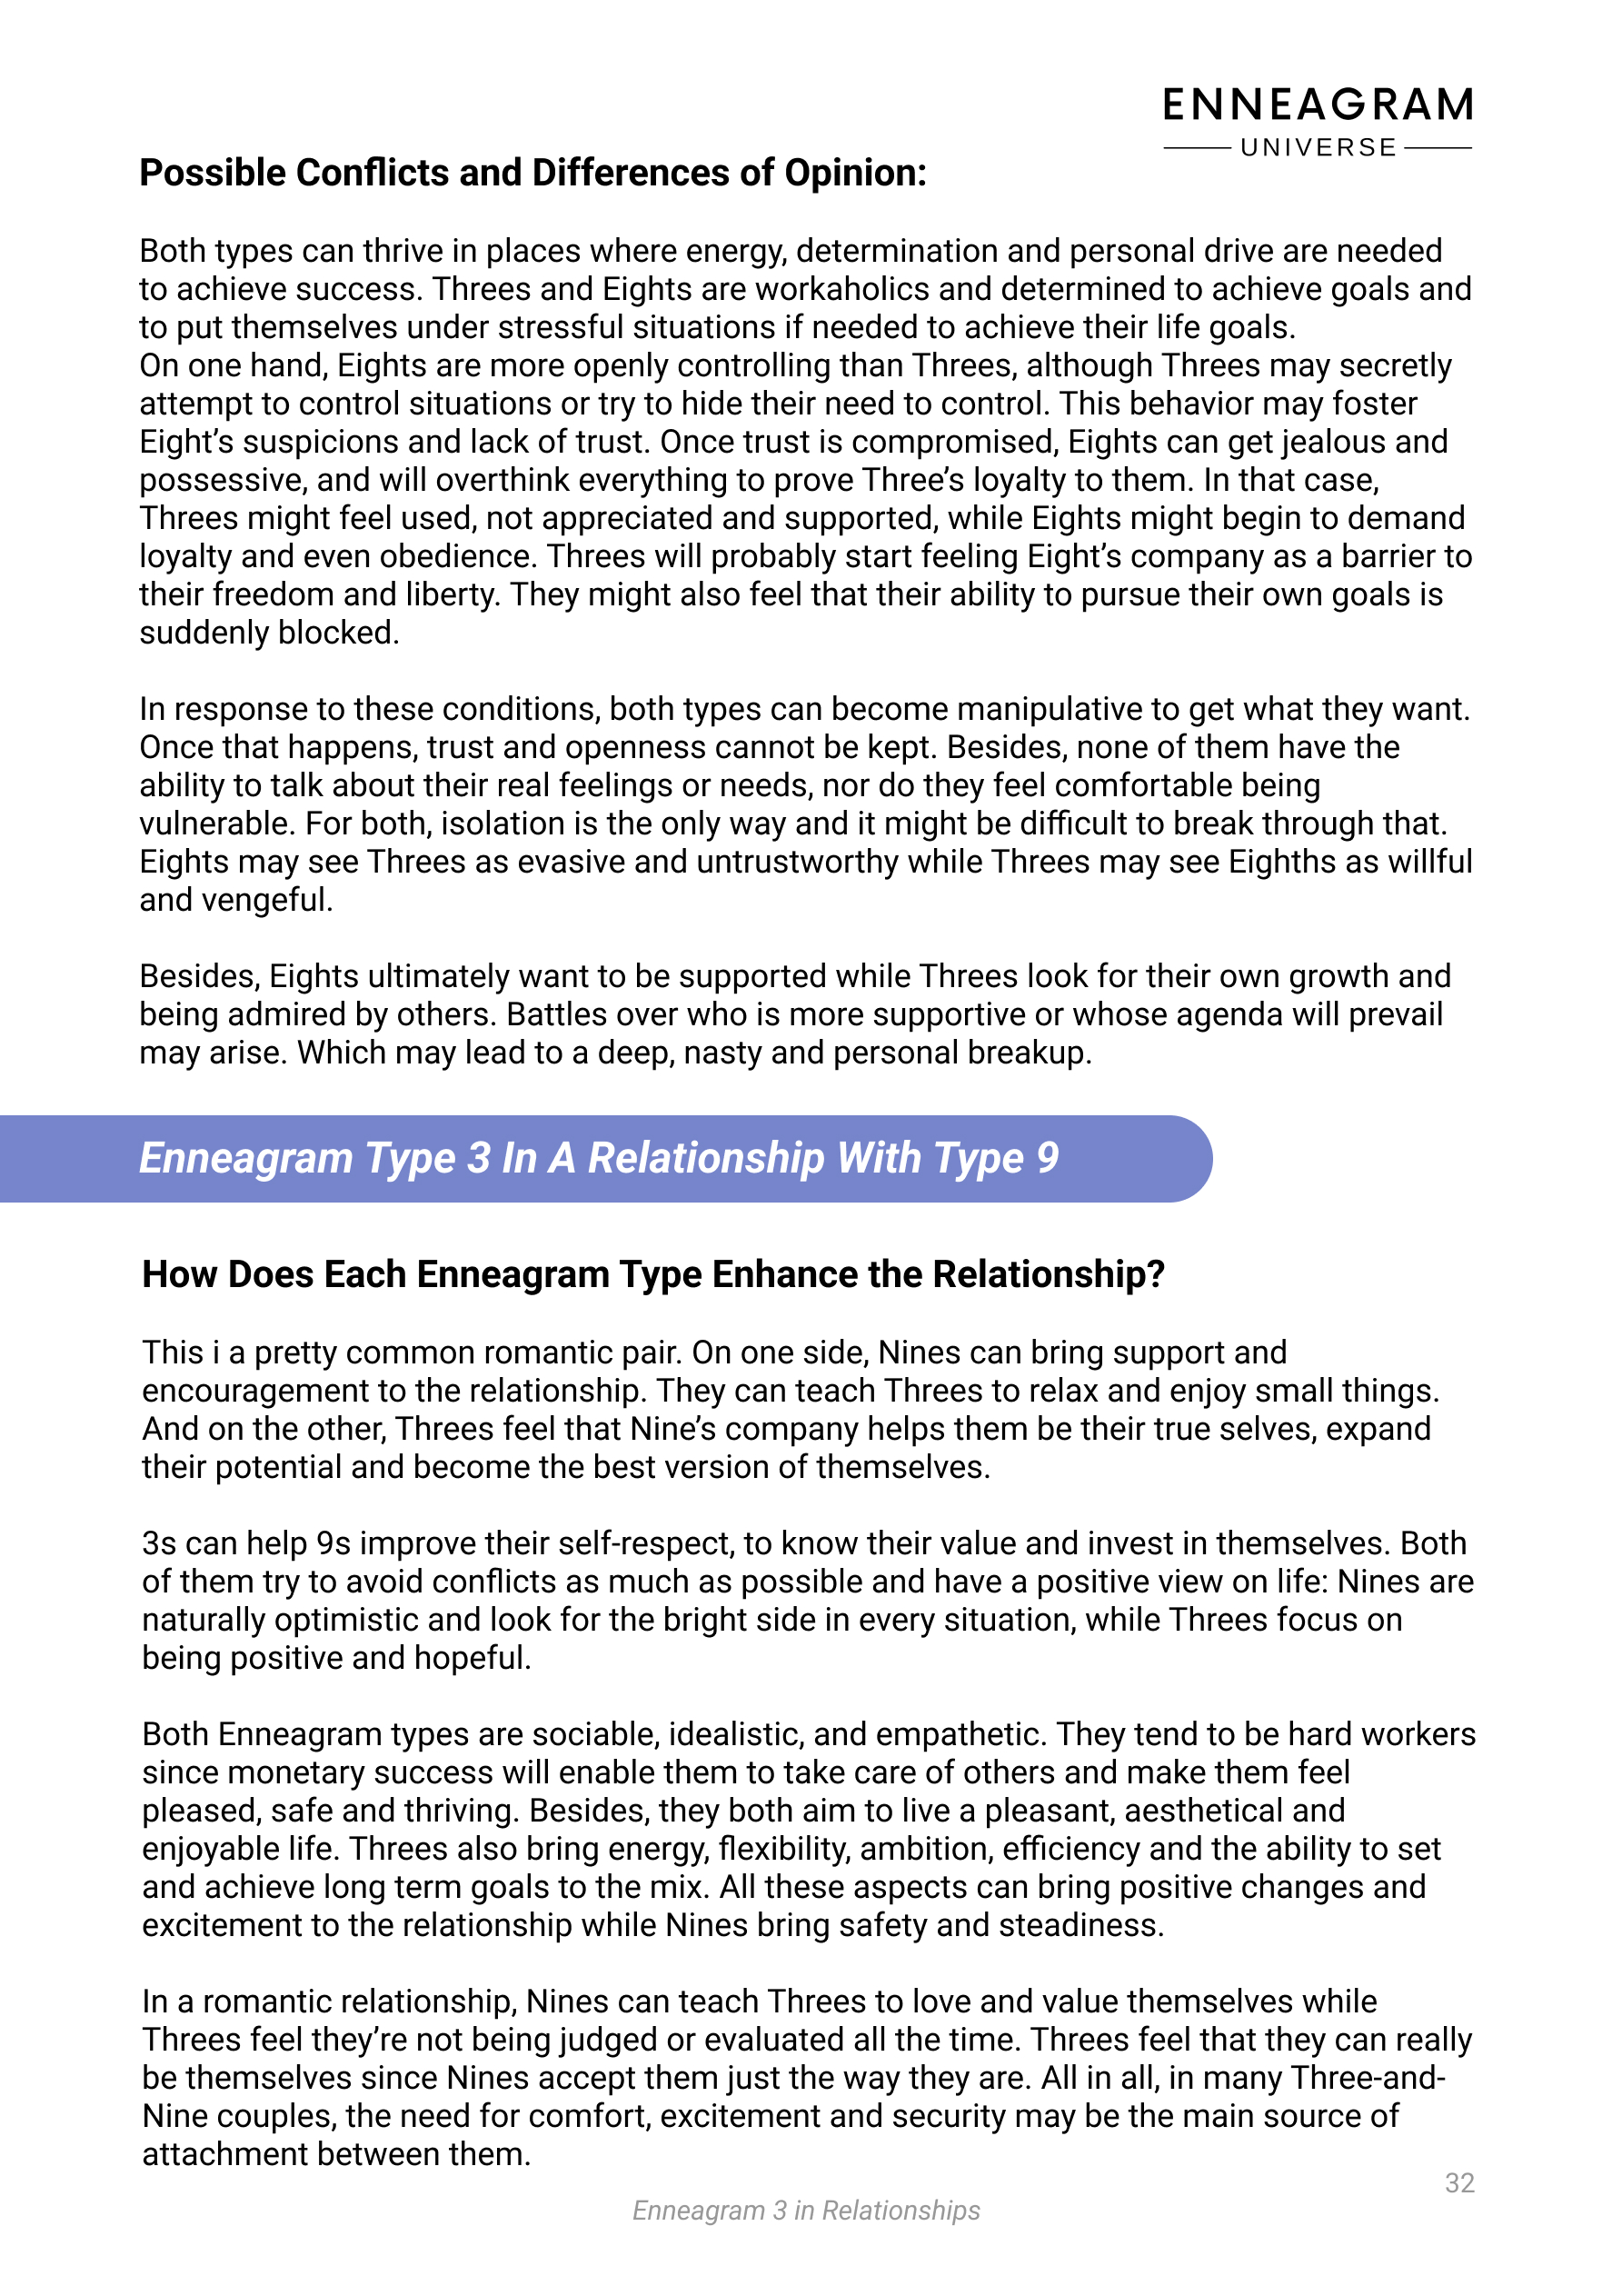 ENNEAGRAM
UNIVERSE
Possible Conflicts and Differences of Opinion:
Both types can thrive in places where energy, determination and personal drive are needed
to achieve success. Threes and Eights are workaholics and determined to achieve goals and
to put themselves under stressful situations if needed to achieve their life goals.
On one hand, Eights are more openly controlling than Threes, although Threes may secretly
attempt to control situations or try to hide their need to control. This behavior may foster
Eight’s suspicions and lack of trust. Once trust is compromised, Eights can get jealous and
possessive, and will overthink everything to prove Three’s loyalty to them. In that case,
Threes might feel used, not appreciated and supported, while Eights might begin to demand
loyalty and even obedience. Threes will probably start feeling Eight’s company as a barrier to
their freedom and liberty. They might also feel that their ability to pursue their own goals is
suddenly blocked.
In response to these conditions, both types can become manipulative to get what they want.
Once that happens, trust and openness cannot be kept. Besides, none of them have the
ability to talk about their real feelings or needs, nor do they feel comfortable being
vulnerable. For both, isolation is the only way and it might be difficult to break through that.
Eights may see Threes as evasive and untrustworthy while Threes may see Eighths as willful
and vengeful.
Besides, Eights ultimately want to be supported while Threes look for their own growth and
being admired by others. Battles over who is more supportive or whose agenda will prevail
may arise. Which may lead to a deep, nasty and personal breakup.
Enneagram Type 3 In A Relationship With Type 9
How Does Each Enneagram Type Enhance the Relationship?
This i a pretty common romantic pair. On one side, Nines can bring support and
encouragement to the relationship. They can teach Threes to relax and enjoy small things.
And on the other, Threes feel that Nine’s company helps them be their true selves, expand
their potential and become the best version of themselves.
3s can help 9s improve their self-respect, to know their value and invest in themselves. Both
of them try to avoid conflicts as much as possible and have a positive view on life: Nines are
naturally optimistic and look for the bright side in every situation, while Threes focus on
being positive and hopeful.
Both Enneagram types are sociable, idealistic, and empathetic. They tend to be hard workers
since monetary success will enable them to take care of others and make them feel
pleased, safe and thriving. Besides, they both aim to live a pleasant, aesthetical and
enjoyable life. Threes also bring energy, flexibility, ambition, efficiency and the ability to set
and achieve long term goals to the mix. All these aspects can bring positive changes and
excitement to the relationship while Nines bring safety and steadiness.
In a romantic relationship, Nines can teach Threes to love and value themselves while
Threes feel they’re not being judged or evaluated all the time. Threes feel that they can really
be themselves since Nines accept them just the way they are. All in all, in many Three-and-
Nine couples, the need for comfort, excitement and security may be the main source of
attachment between them.
32
Enneagram 3 in Relationships